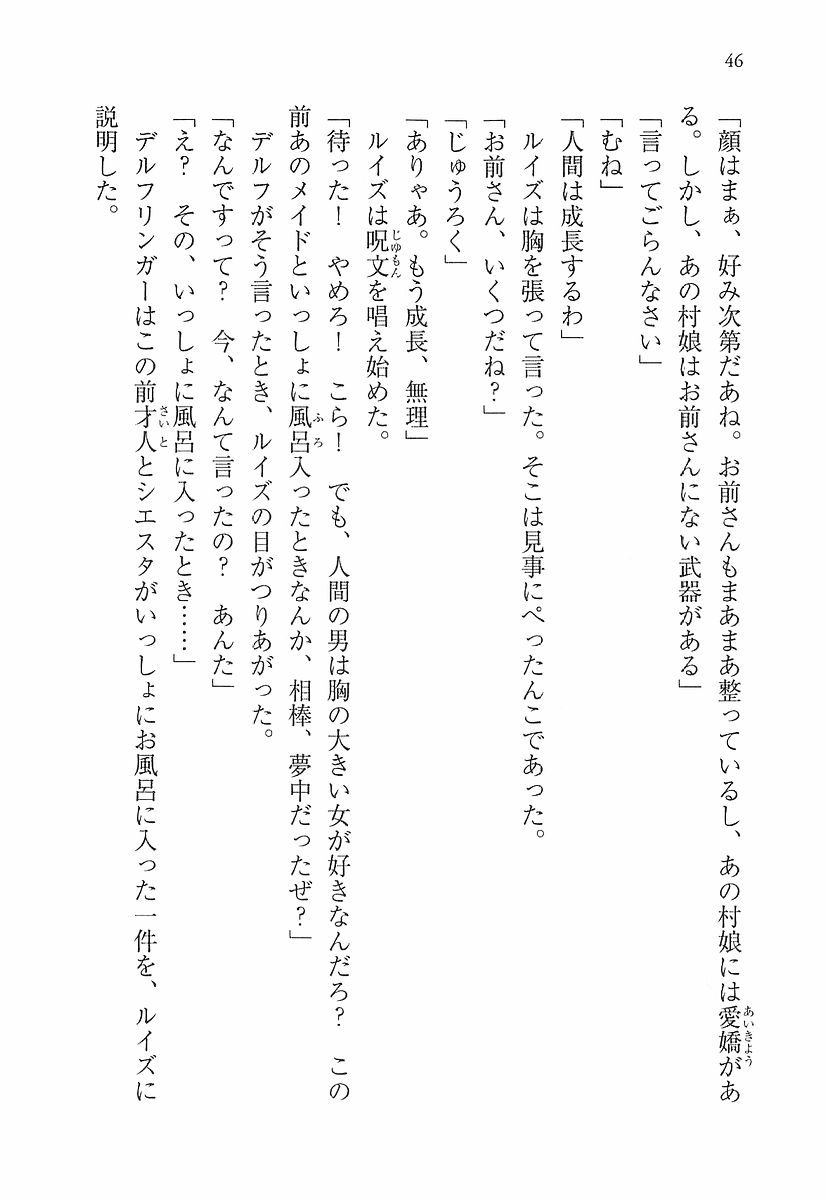 46
「顔はまぁ、好み次第だあね。お前さんもまあまあ整っているし、あの村娘には愛嬌があ
る。しかし、あの村娘はお前さんにない武器がある」
「言ってごらんなさい」
「むね」
「人間は成長するわ」
　ルイズは胸を張って言った。そこは見事にぺったんこであった。
「お前さん、いくつだね？」
「じゅうろく」
「ありゃあ。もう成長、無理」
　ルイズは呪文を唱え始めた。
「待った！　やめろ！　こら！　でも、人間の男は胸の大きい女が好きなんだろ？　この
前あのメイドといっしょに風呂入ったときなんか、相棒、夢中だったぜ？」
　デルフがそう言ったとき、ルイズの目がつりあがった。
「なんですって？　今、なんて言ったの？　あんた」
「え？　その、いっしょに風呂に入ったとき……」
　デルフリンガーはこの前才人とシエスタがいっしょにお風呂に入った一件を、ルイズに
説明した。